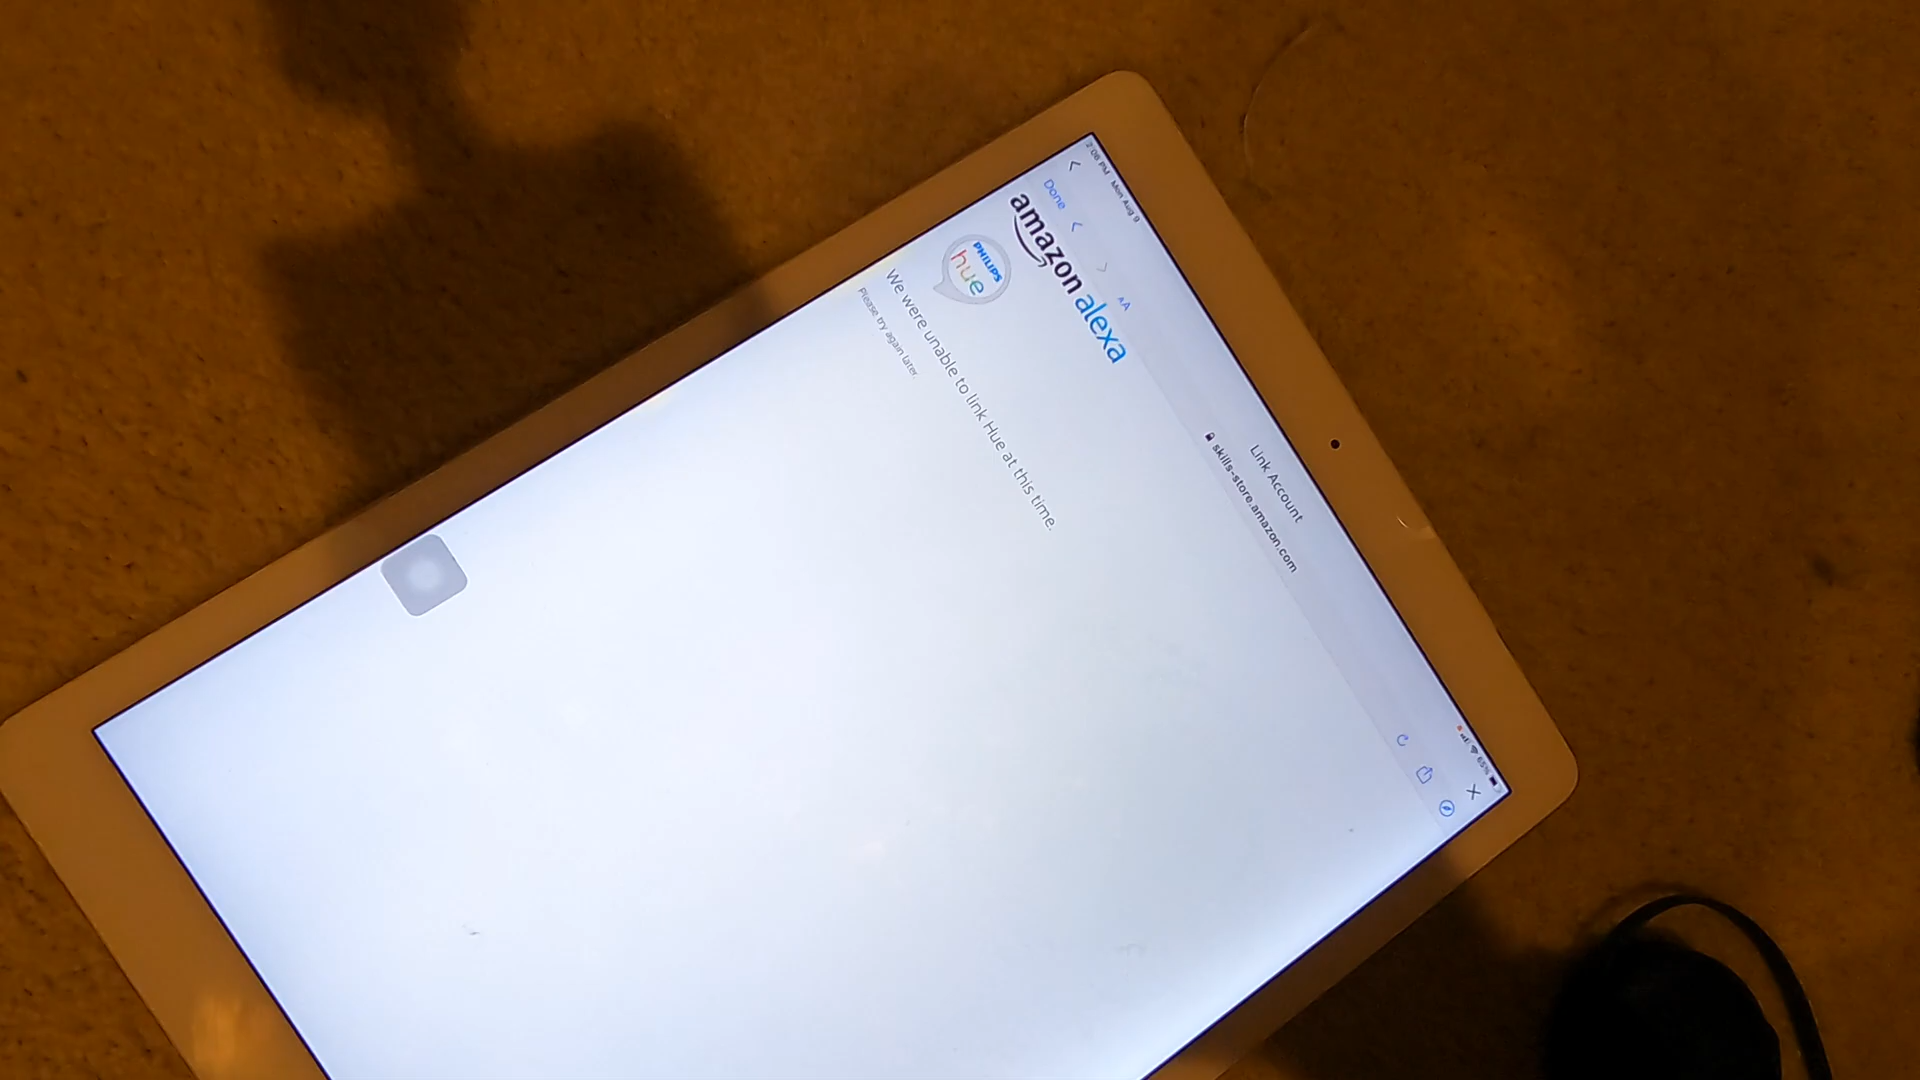 2:06 PM Mon Aug 9
65%
Link Account
Done
AA
skills-store.amazon.com
amazon alexa
PHILIPS
hue
We were unable to link Hue at this time.
Please try again later.